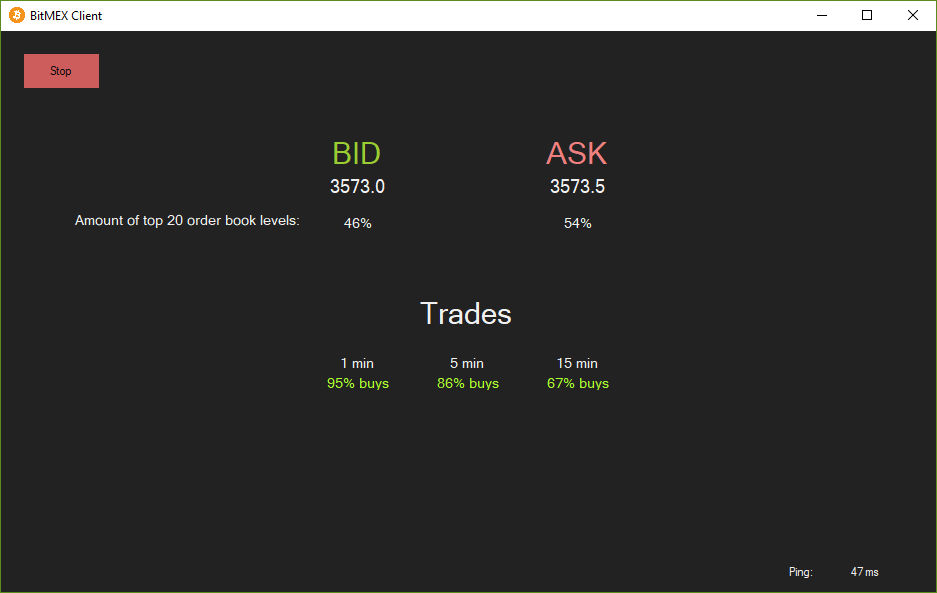 BitMEX Client
Stop
BID ASK
3573.0 3573.5
Amount of top 20 order book levels: 46% 54%
Trades
1 min 5 min 15 min
95% buys 86% buys 67% buys
Ping: 47 ms